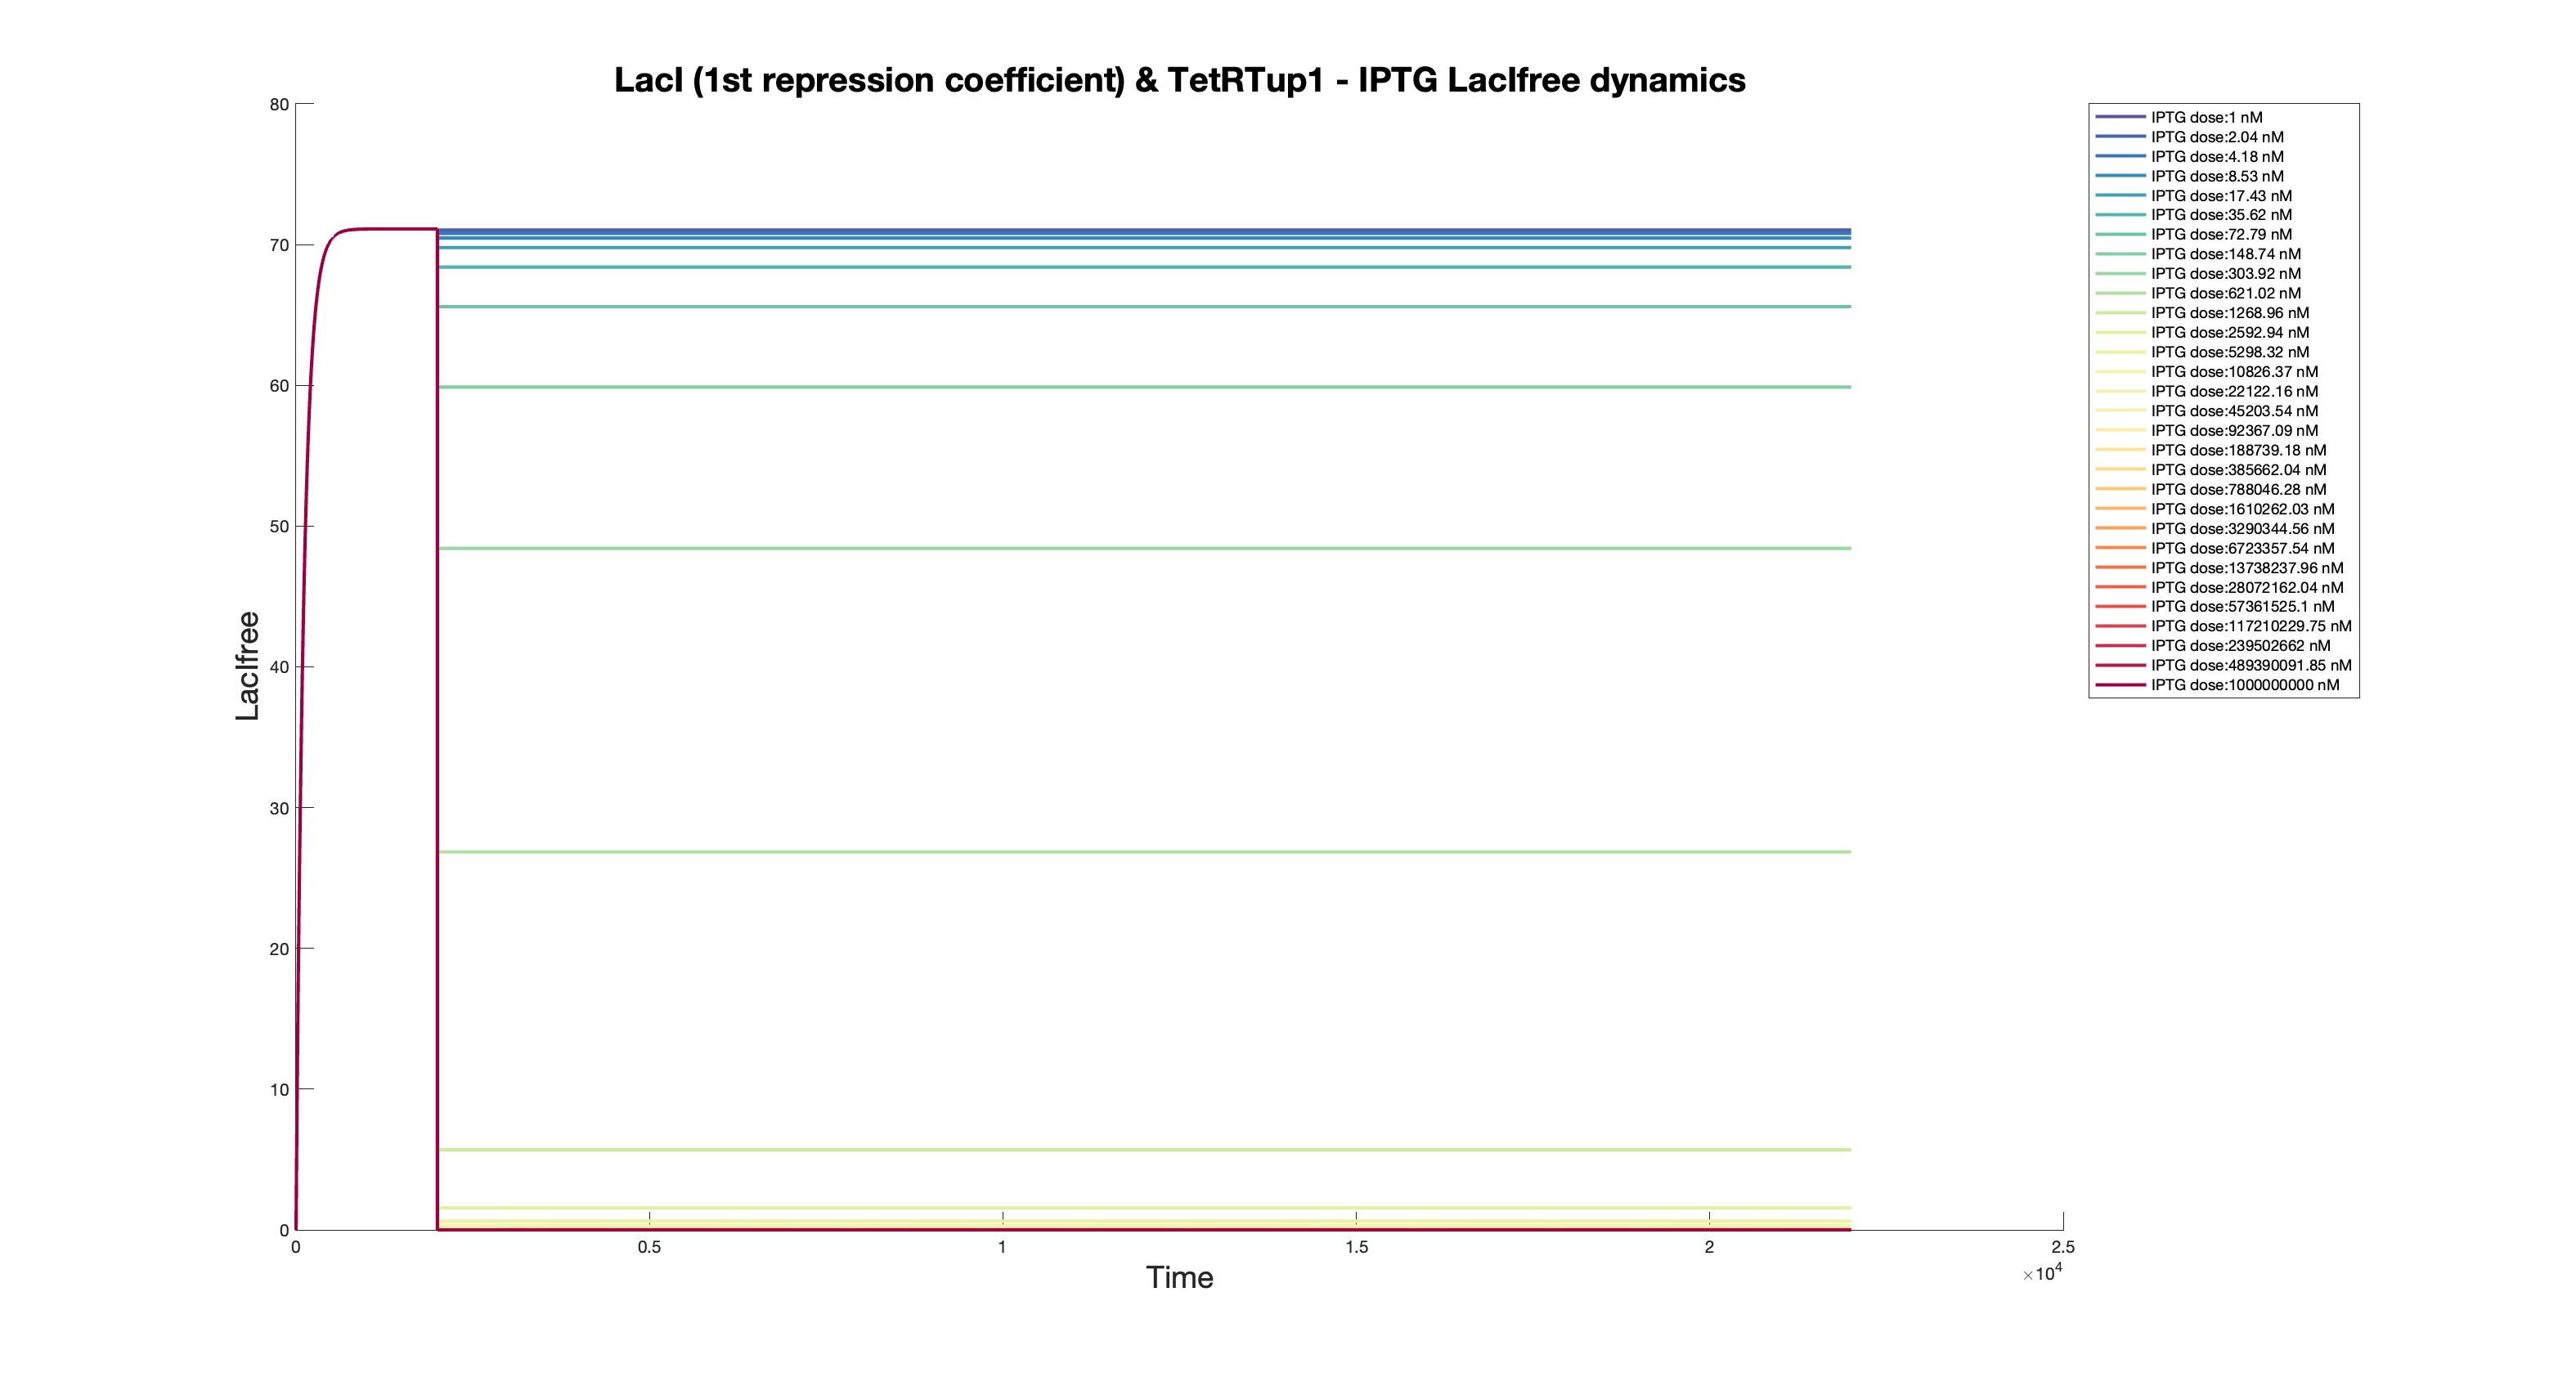 LacI (1st repression coefficient) & TetRTup1 - IPTG LacIfree dynamics
80
70
60
50
40
30
20
10
0
LacIfree
0
0.5
1
1.5
2
2.5
×10^4
Time
IPTG dose:1 nM
IPTG dose:2.04 nM
IPTG dose:4.18 nM
IPTG dose:8.53 nM
IPTG dose:17.43 nM
IPTG dose:35.62 nM
IPTG dose:72.79 nM
IPTG dose:148.74 nM
IPTG dose:303.92 nM
IPTG dose:621.02 nM
IPTG dose:1268.96 nM
IPTG dose:2592.94 nM
IPTG dose:5298.32 nM
IPTG dose:10826.37 nM
IPTG dose:22122.16 nM
IPTG dose:45203.54 nM
IPTG dose:92367.09 nM
IPTG dose:188739.18 nM
IPTG dose:385662.04 nM
IPTG dose:788046.28 nM
IPTG dose:1610262.03 nM
IPTG dose:3290344.56 nM
IPTG dose:6723357.54 nM
IPTG dose:13738237.96 nM
IPTG dose:28072162.04 nM
IPTG dose:57361525.1 nM
IPTG dose:117210229.75 nM
IPTG dose:239502662 nM
IPTG dose:489390091.85 nM
IPTG dose:1000000000 nM